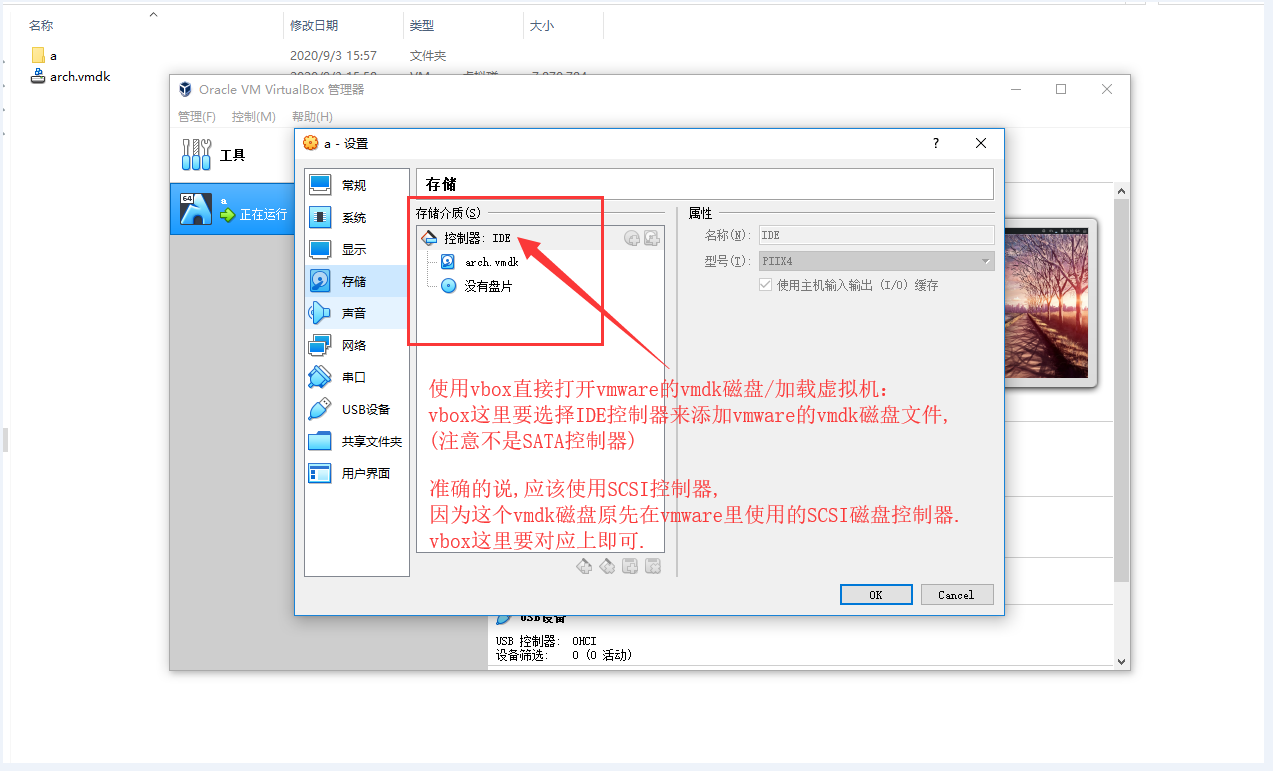 名称 修改日期 类型 大小
a 2020/9/3 15:57 文件夹
arch.vmdk
Oracle VM VirtualBox 管理器
管理(F) 控制(M) 帮助(H)
工具
64 a
正在运行
a - 设置 ?
常规
系统
显示
存储
声音
网络
串口
USB设备
共享文件夹
用户界面
存储
存储介质(S)
控制器: IDE
arch.vmdk
没有盘片
属性
名称(N): IDE
型号(T): PIIX4
使用主机输入输出 (I/O) 缓存
使用vbox直接打开vmware的vmdk磁盘/加载虚拟机:
vbox这里要选择IDE控制器来添加vmware的vmdk磁盘文件,
(注意不是SATA控制器)
准确的说,应该使用SCSI控制器,
因为这个vmdk磁盘原先在vmware里使用的SCSI磁盘控制器.
vbox这里要对应上即可.
OK Cancel
USB设备
USB 控制器: OHCI
设备筛选: 0 (0 活动)